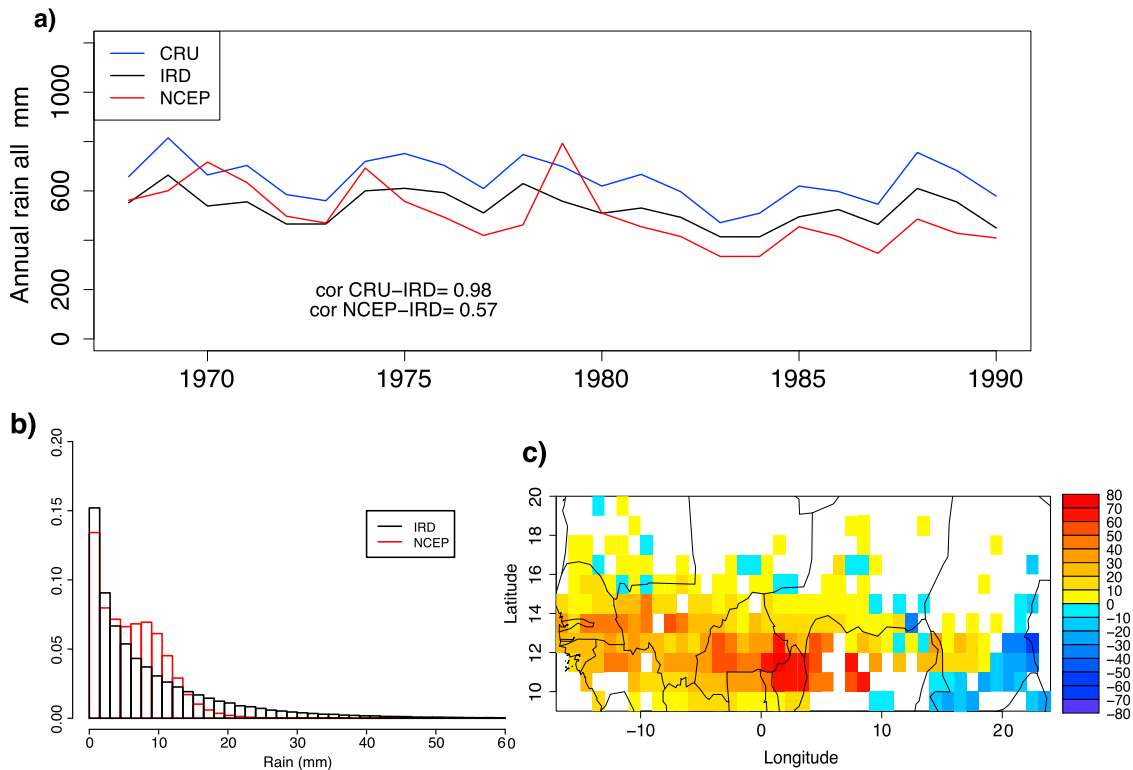 a)
Annual rain all mm
1000
600
200
0
CRU
IRD
NCEP
cor CRU−IRD= 0.98
cor NCEP−IRD= 0.57
1970 1975 1980 1985 1990
b)
0.20
0.15
0.10
0.05
0.00
IRD
NCEP
0 10 20 30 40 50 60
Rain (mm)
c)
Latitude
20
18
16
14
12
10
−10 0 10 20
Longitude
80
70
60
50
40
30
20
10
0
−10
−20
−30
−40
−50
−60
−70
−80